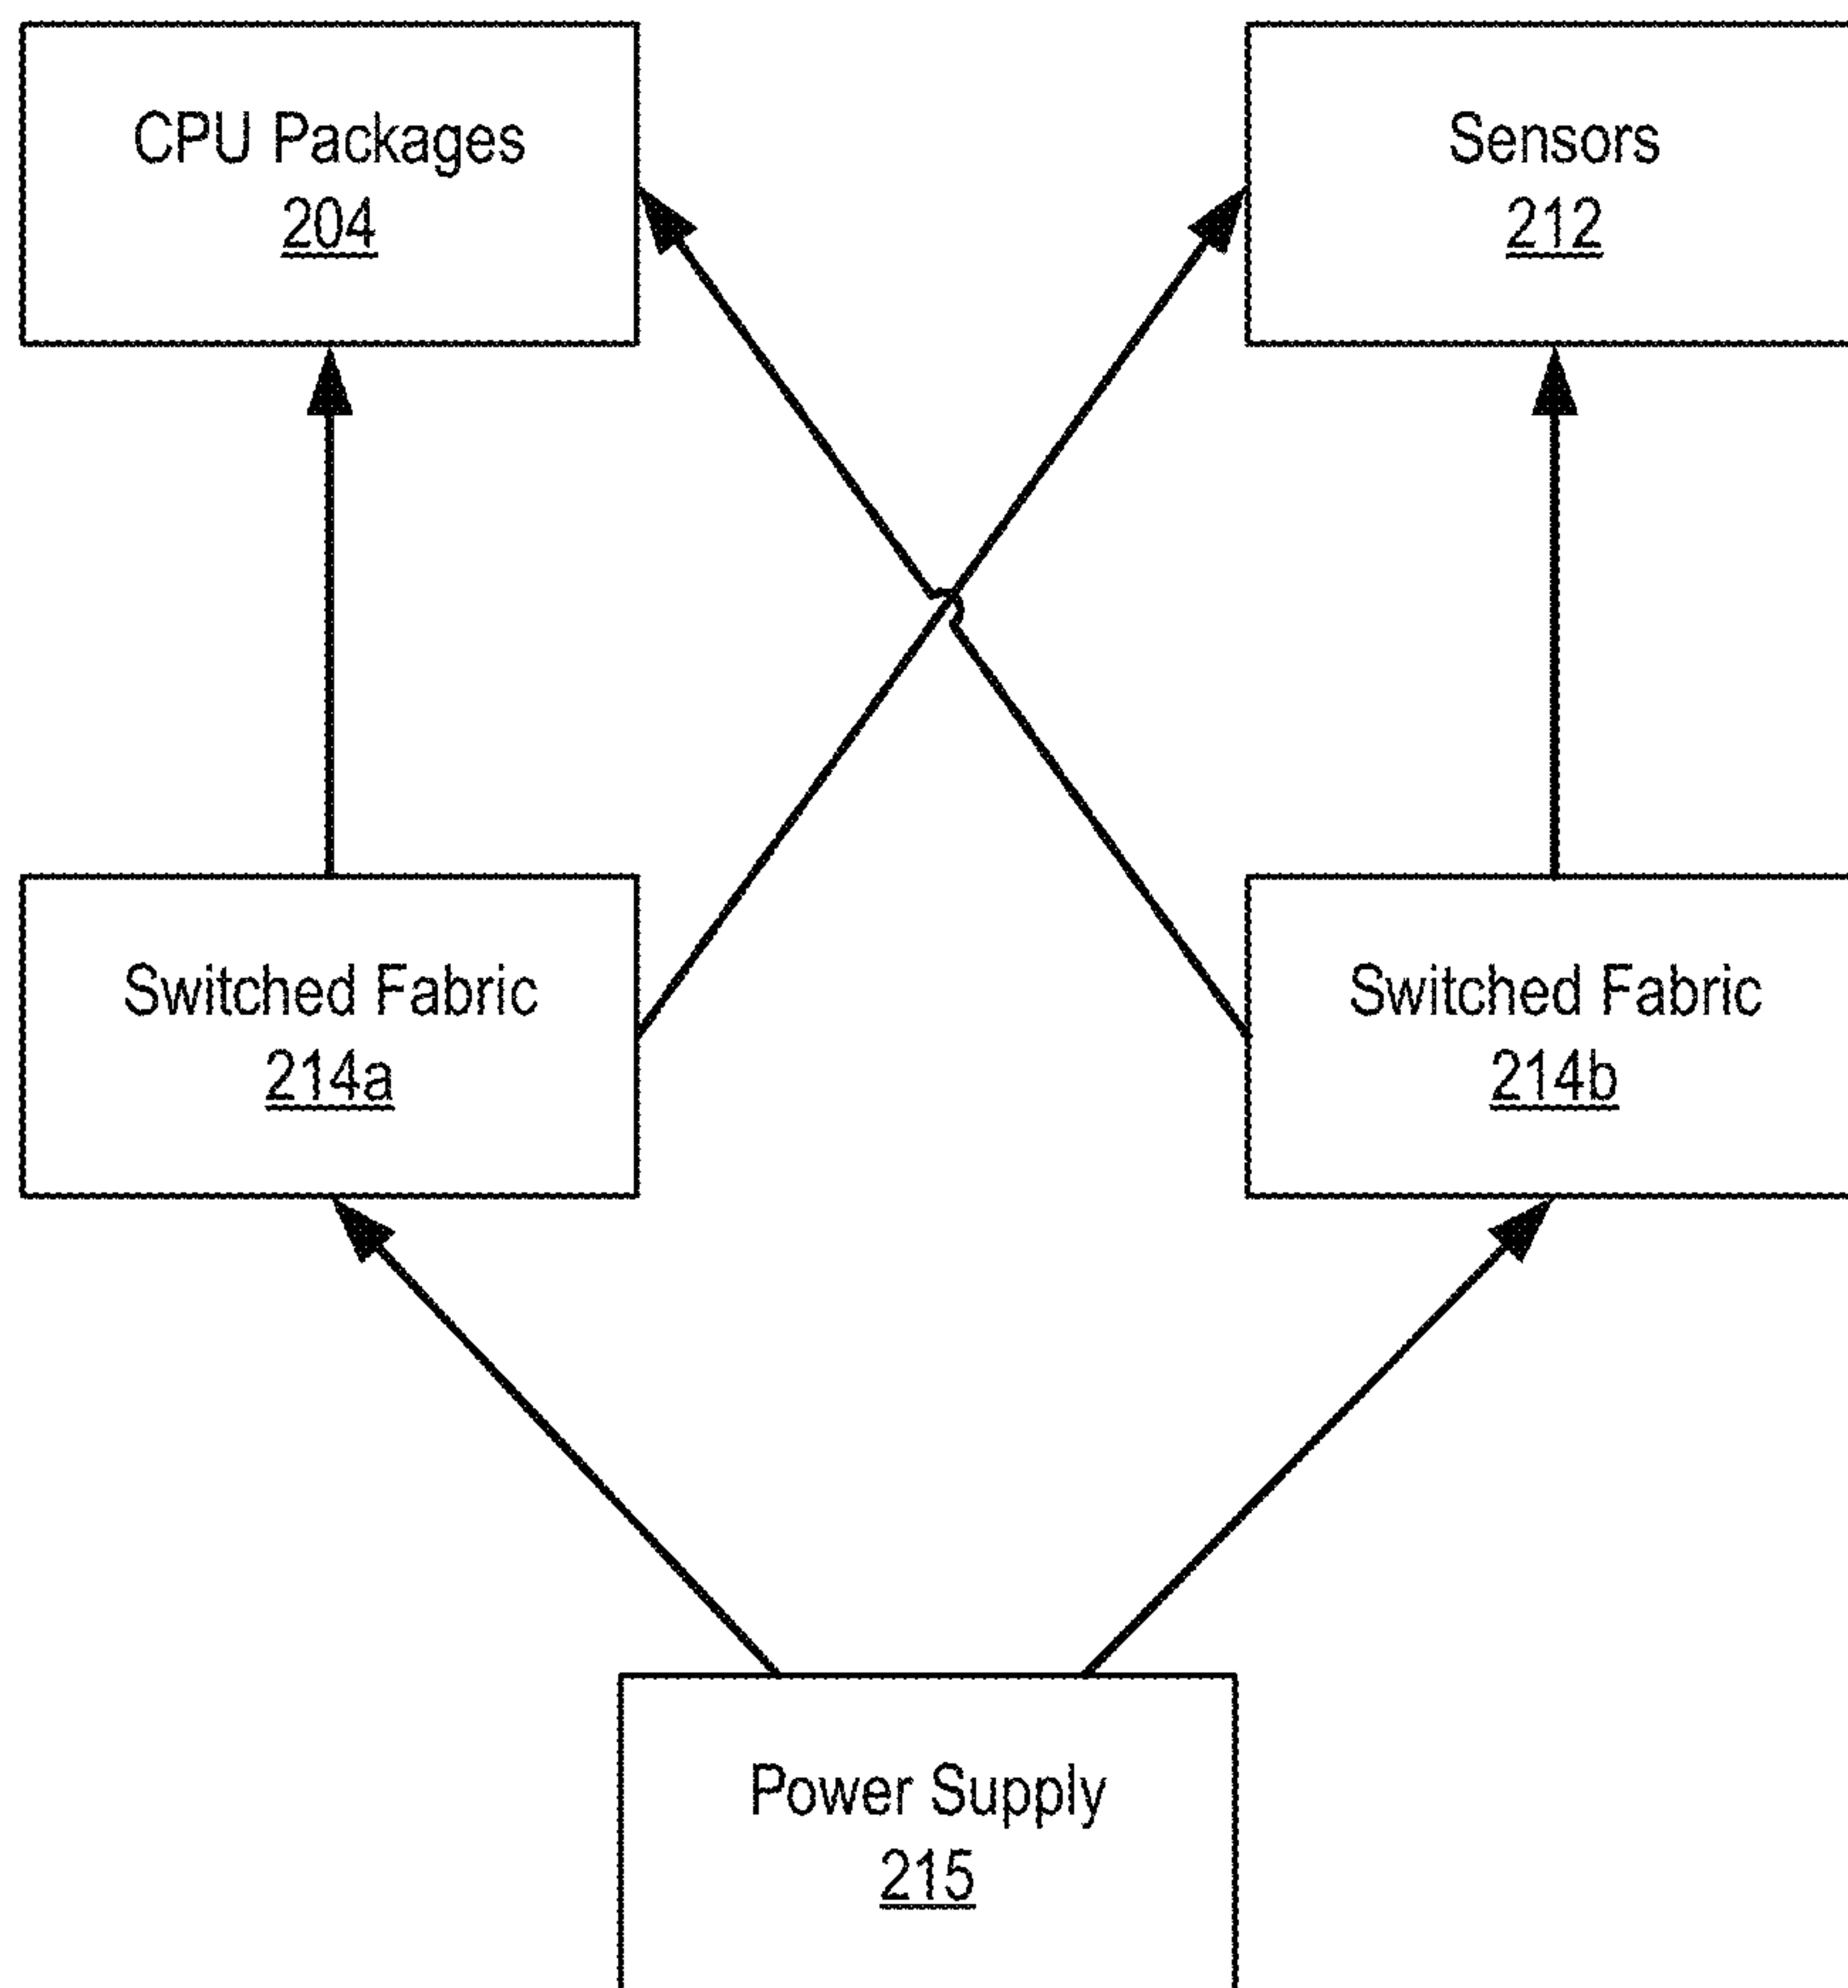 CPU Packages
204
Sensors
212
Switched Fabric
214a
Switched Fabric
214b
Power Supply
215